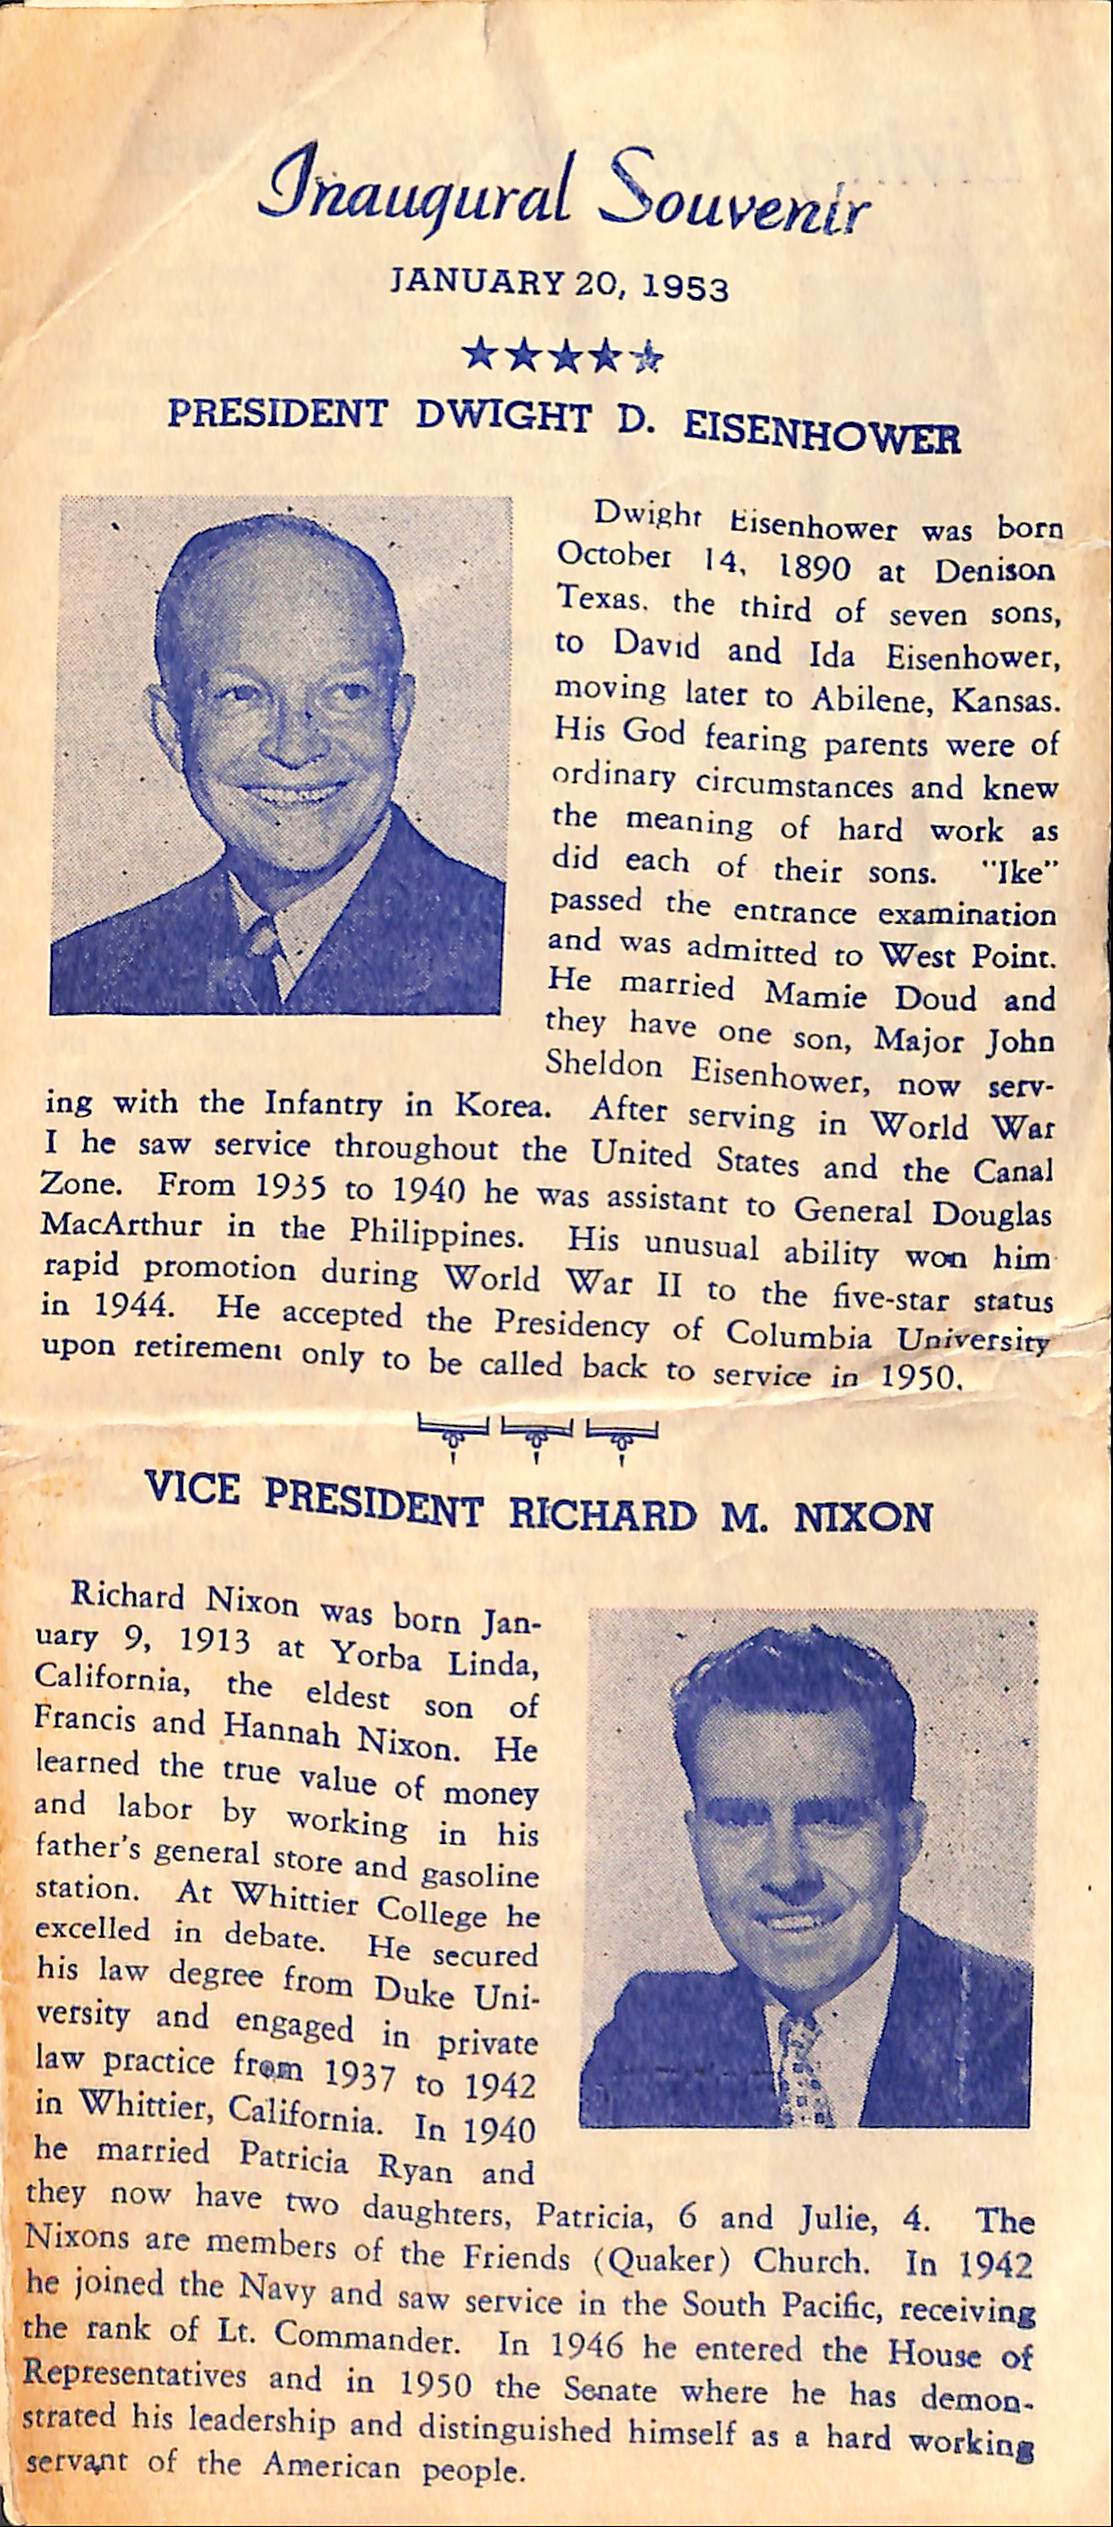 Inaugural Souvenir
JANUARY 20, 1953
★★★★★
PRESIDENT DWIGHT D. EISENHOWER
Dwight Eisenhower was born
October 14, 1890 at Denison
Texas, the third of seven sons,
to David and Ida Eisenhower,
moving later to Abilene, Kansas.
His God fearing parents were of
ordinary circumstances and knew
the meaning of hard work as
did each of their sons. "Ike"
passed the entrance examination
and was admitted to West Point.
He married Mamie Doud and
they have one son, Major John
Sheldon Eisenhower, now serv-
ing with the Infantry in Korea. After serving in World War
I he saw service throughout the United States and the Canal
Zone. From 1935 to 1940 he was assistant to General Douglas
MacArthur in the Philippines. His unusual ability won him
rapid promotion during World War II to the five-star status
in 1944. He accepted the Presidency of Columbia University
upon retirement only to be called back to service in 1950.
VICE PRESIDENT RICHARD M. NIXON
Richard Nixon was born Jan-
uary 9, 1913 at Yorba Linda,
California, the eldest son of
Francis and Hannah Nixon. He
learned the true value of money
and labor by working in his
father's general store and gasoline
station. At Whittier College he
excelled in debate. He secured
his law degree from Duke Uni-
versity and engaged in private
law practice from 1937 to 1942
in Whittier, California. In 1940
he married Patricia Ryan and
they now have two daughters, Patricia, 6 and Julie, 4. The
Nixons are members of the Friends (Quaker) Church. In 1942
he joined the Navy and saw service in the South Pacific, receiving
the rank of Lt. Commander. In 1946 he entered the House of
Representatives and in 1950 the Senate where he has demon-
strated his leadership and distinguished himself as a hard working
servant of the American people.